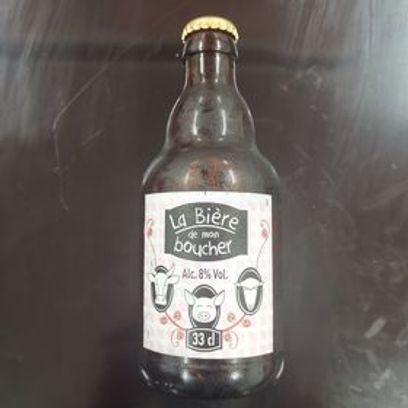 La Bière
de mon
boucher
Alc. 8% Vol.
33 cl